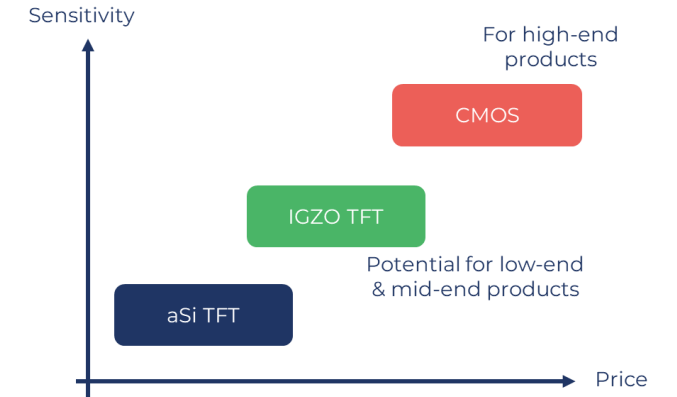 Sensitivity
For high-end
products
CMOS
IGZO TFT
Potential for low-end
& mid-end products
aSi TFT
Price